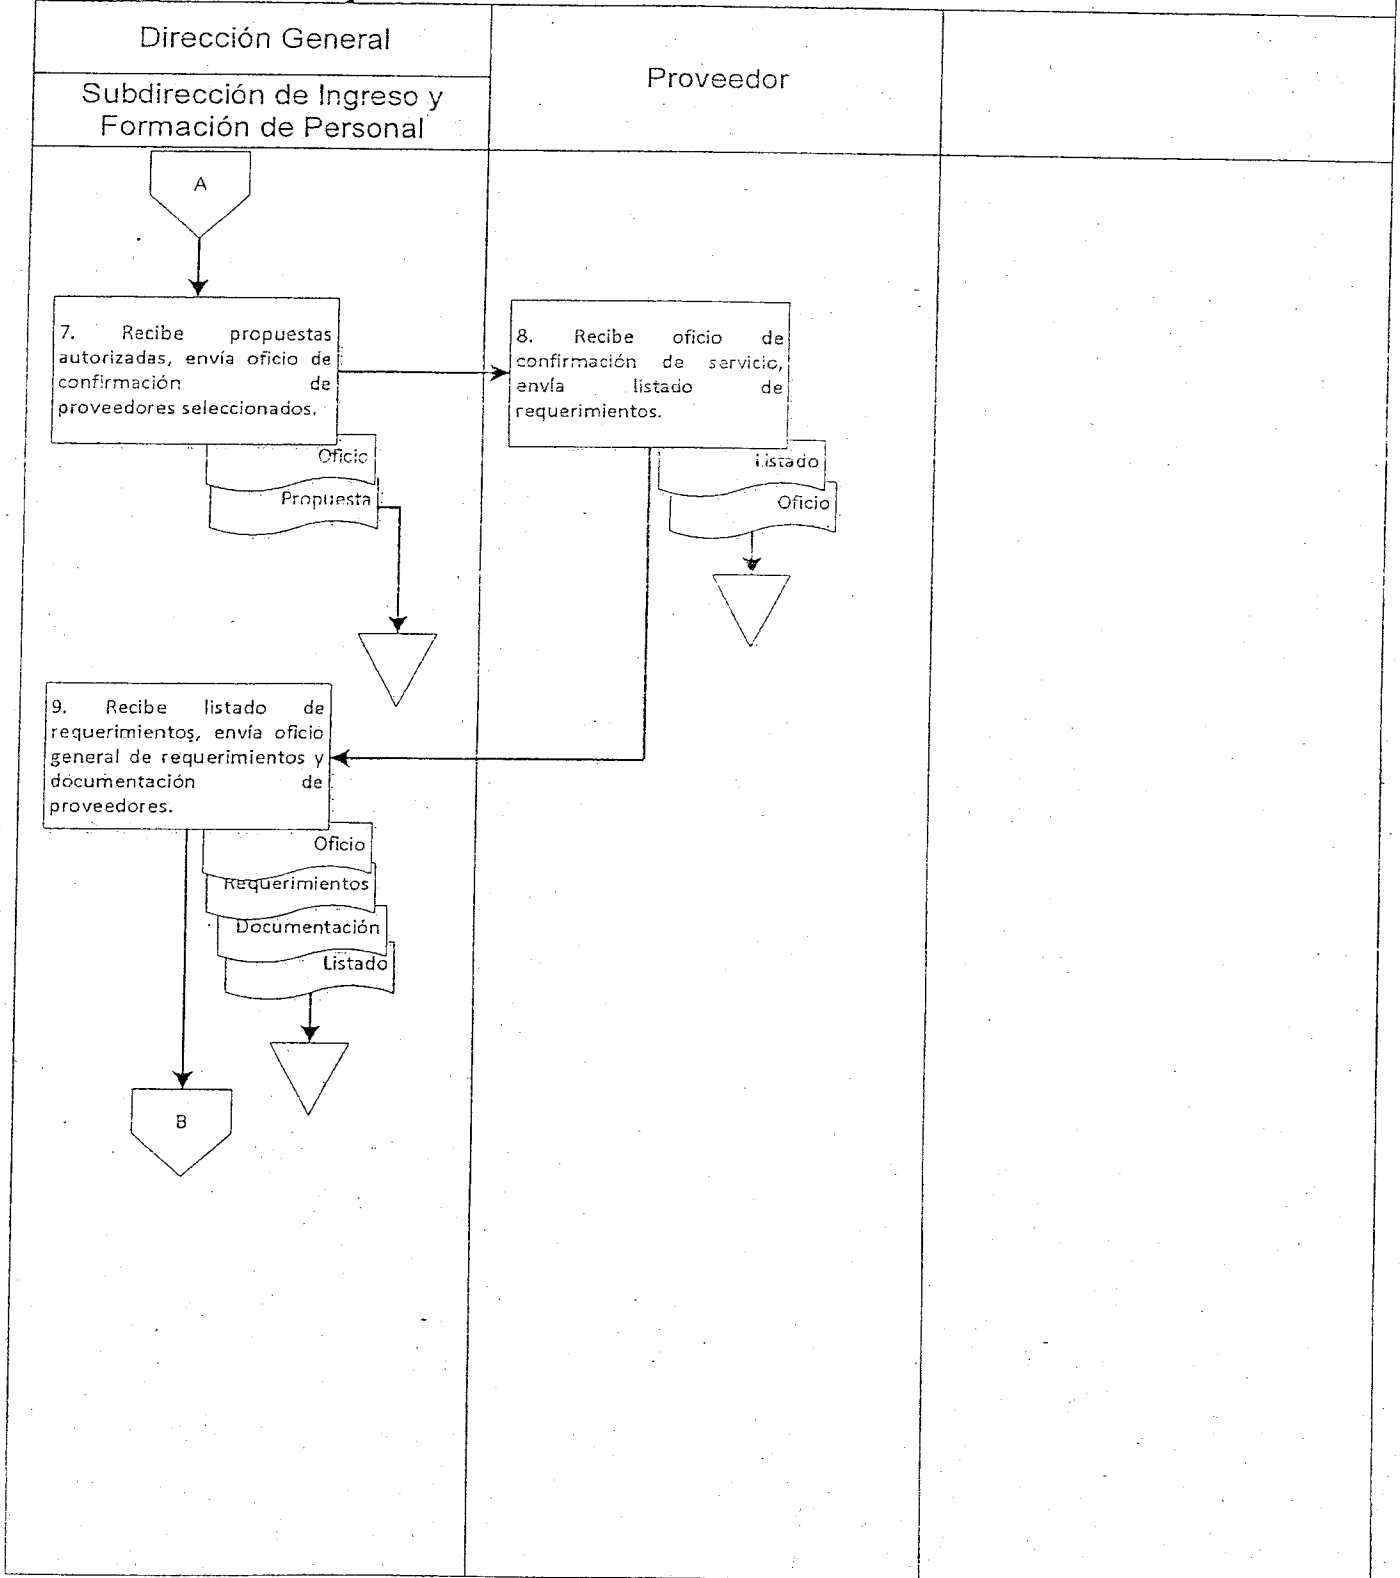 Dirección General
Subdirección de Ingreso y
Formación de Personal
Proveedor
A
7. Recibe propuestas
autorizadas, envía oficio de
confirmación de
proveedores seleccionados.
Oficio
Propuesta
8. Recibe oficio de
confirmación de servicio,
envía listado de
requerimientos.
Listado
Oficio
9. Recibe listado de
requerimientos, envía oficio
general de requerimientos y
documentación de
proveedores.
Oficio
Requerimientos
Documentación
Listado
B